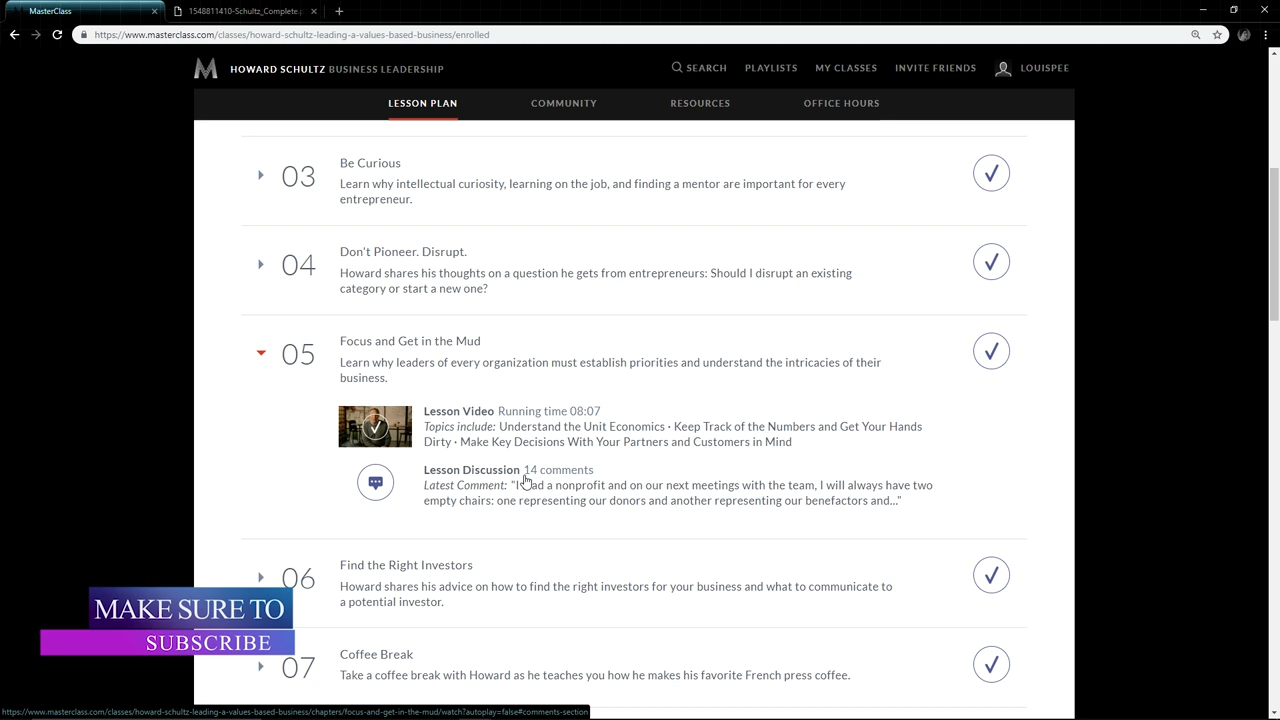 MasterClass
1548811410-Schultz_Complete.
https://www.masterclass.com/classes/howard-schultz-leading-a-values-based-business/enrolled
HOWARD SCHULTZ BUSINESS LEADERSHIP
SEARCH
PLAYLISTS
MY CLASSES
INVITE FRIENDS
LOUISPEE
LESSON PLAN
COMMUNITY
RESOURCES
OFFICE HOURS
03
Be Curious
Learn why intellectual curiosity, learning on the job, and finding a mentor are important for every
entrepreneur.
04
Don't Pioneer. Disrupt.
Howard shares his thoughts on a question he gets from entrepreneurs: Should I disrupt an existing
category or start a new one?
05
Focus and Get in the Mud
Learn why leaders of every organization must establish priorities and understand the intricacies of their
business.
Lesson Video Running time 08:07
Topics include: Understand the Unit Economics · Keep Track of the Numbers and Get Your Hands
Dirty · Make Key Decisions With Your Partners and Customers in Mind
Lesson Discussion 14 comments
Latest Comment: "I lead a nonprofit and on our next meetings with the team, I will always have two
empty chairs: one representing our donors and another representing our benefactors and..."
06
Find the Right Investors
Howard shares his advice on how to find the right investors for your business and what to communicate to
a potential investor.
MAKE SURE TO
SUBSCRIBE
07
Coffee Break
Take a coffee break with Howard as he teaches you how he makes his favorite French press coffee.
https://www.masterclass.com/classes/howard-schultz-leading-a-values-based-business/chapters/focus-and-get-in-the-mud/watch?autoplay=false#comments-section